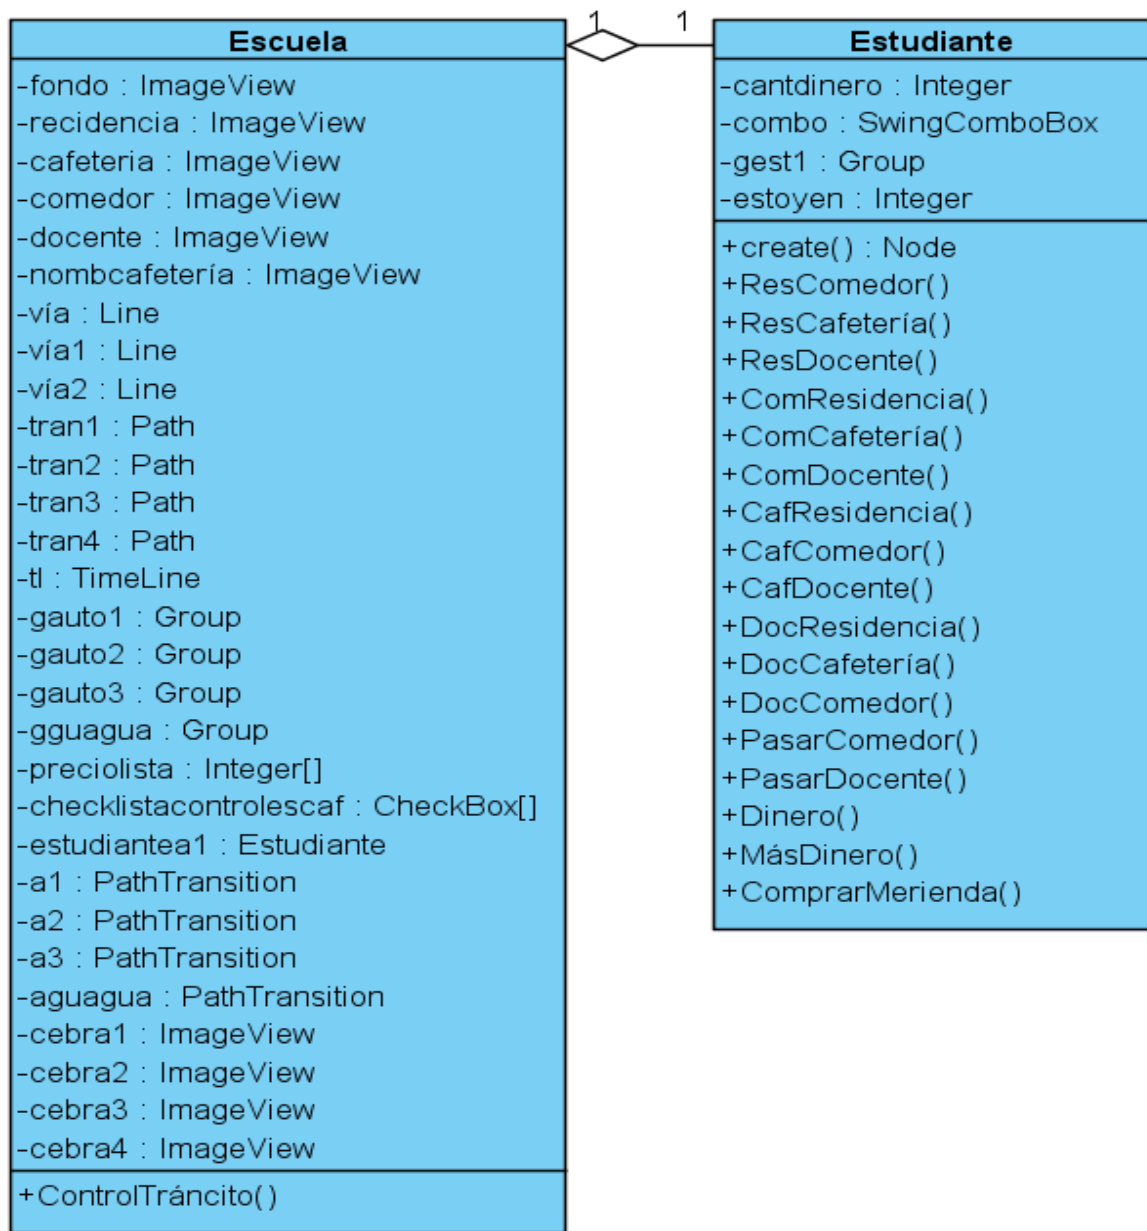 Escuela
-fondo : ImageView
-recidencia : ImageView
-cafeteria : ImageView
-comedor : ImageView
-docente : ImageView
-nombcafetería : ImageView
-vía : Line
-vía1 : Line
-vía2 : Line
-tran1 : Path
-tran2 : Path
-tran3 : Path
-tran4 : Path
-tl : TimeLine
-gauto1 : Group
-gauto2 : Group
-gauto3 : Group
-gguagua : Group
-preciolista : Integer[]
-checklistacontrolescaf : CheckBox[]
-estudiantea1 : Estudiante
-a1 : PathTransition
-a2 : PathTransition
-a3 : PathTransition
-aguagua : PathTransition
-cebra1 : ImageView
-cebra2 : ImageView
-cebra3 : ImageView
-cebra4 : ImageView
+ControlTráncito()
1
1
Estudiante
-cantdinero : Integer
-combo : SwingComboBox
-gest1 : Group
-estoyen : Integer
+create() : Node
+ResComedor()
+ResCafetería()
+ResDocente()
+ComResidencia()
+ComCafetería()
+ComDocente()
+CafResidencia()
+CafComedor()
+CafDocente()
+DocResidencia()
+DocCafetería()
+DocComedor()
+PasarComedor()
+PasarDocente()
+Dinero()
+MásDinero()
+ComprarMerienda()